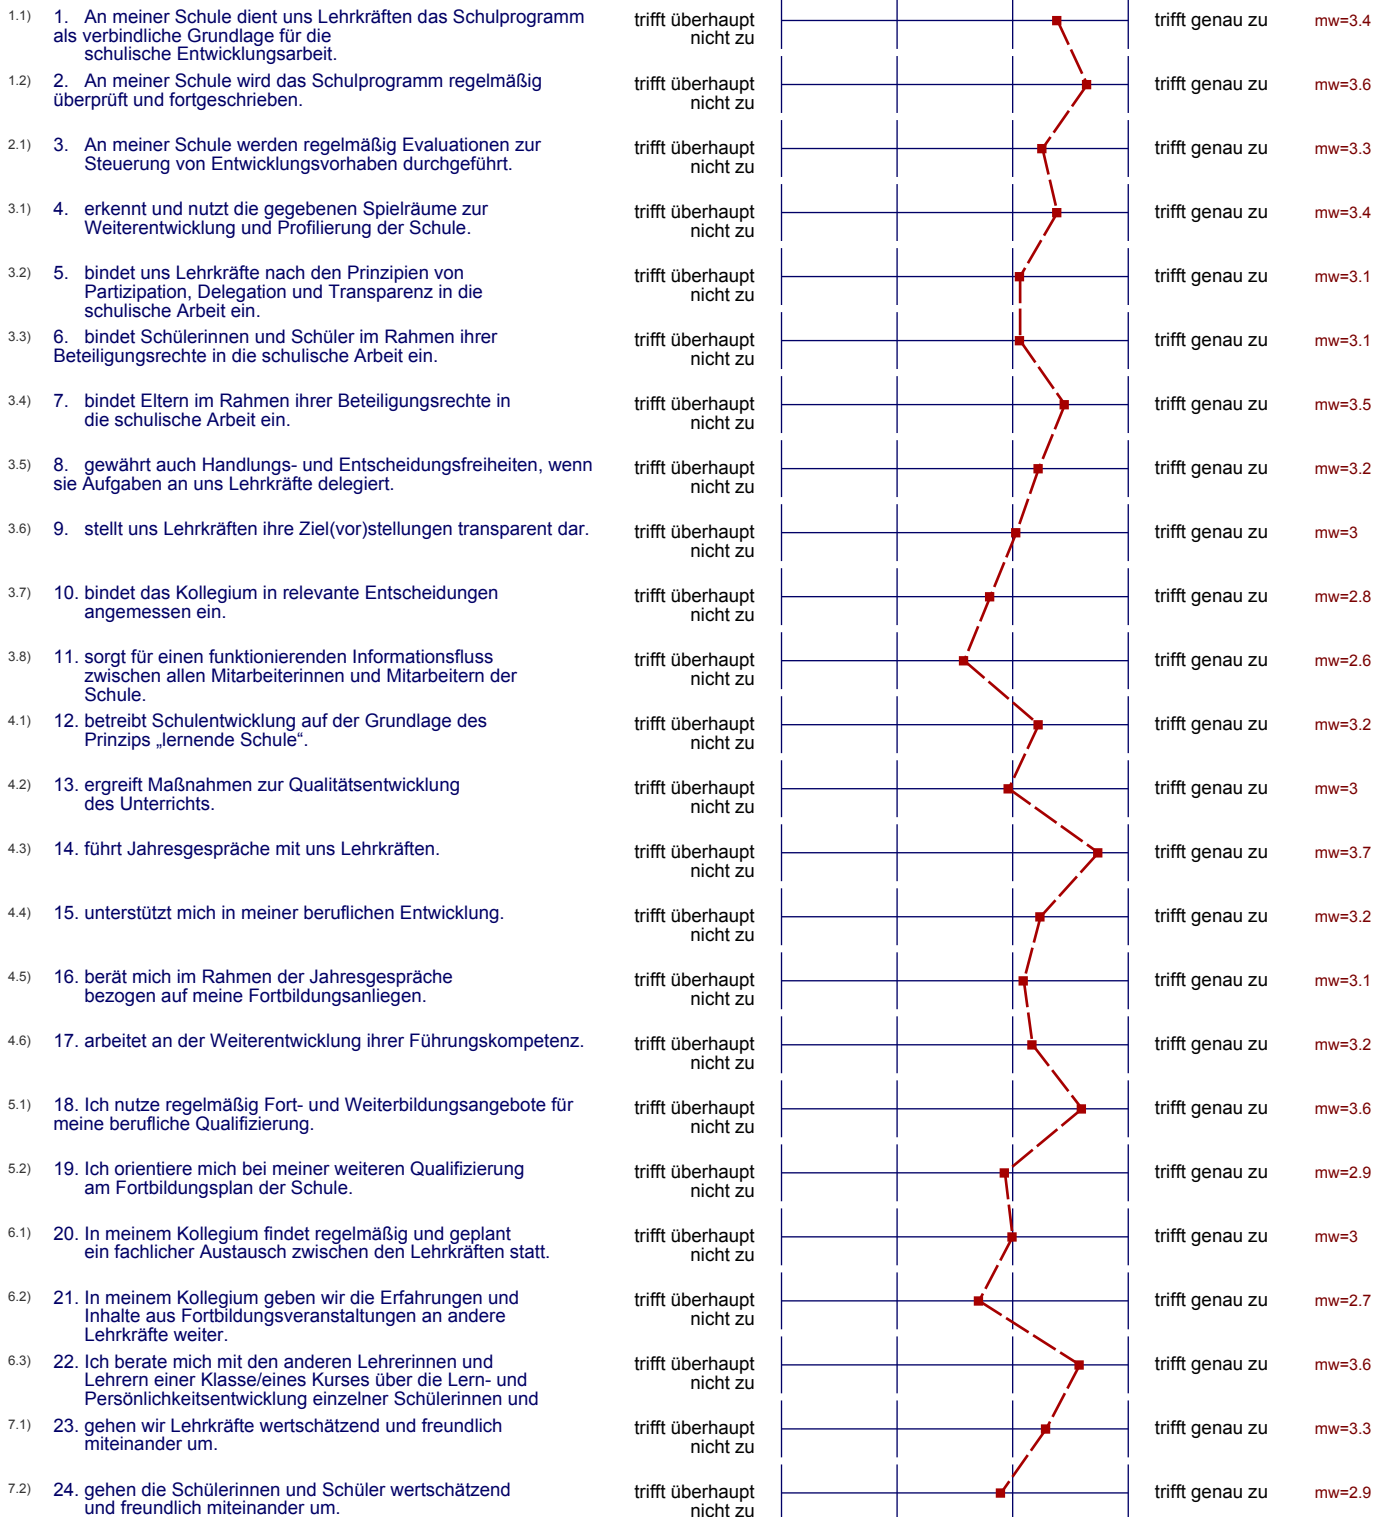 1.1) 1. An meiner Schule dient uns Lehrkräften das Schulprogramm trifft überhaupt trifft genau zu mw=3.4
als verbindliche Grundlage für die nicht zu
schulische Entwicklungsarbeit.
1.2) 2. An meiner Schule wird das Schulprogramm regelmäßig trifft überhaupt trifft genau zu mw=3.6
überprüft und fortgeschrieben. nicht zu
2.1) 3. An meiner Schule werden regelmäßig Evaluationen zur trifft überhaupt trifft genau zu mw=3.3
Steuerung von Entwicklungsvorhaben durchgeführt. nicht zu
3.1) 4. erkennt und nutzt die gegebenen Spielräume zur trifft überhaupt trifft genau zu mw=3.4
Weiterentwicklung und Profilierung der Schule. nicht zu
3.2) 5. bindet uns Lehrkräfte nach den Prinzipien von trifft überhaupt trifft genau zu mw=3.1
Partizipation, Delegation und Transparenz in die nicht zu
schulische Arbeit ein.
3.3) 6. bindet Schülerinnen und Schüler im Rahmen ihrer trifft überhaupt trifft genau zu mw=3.1
Beteiligungsrechte in die schulische Arbeit ein. nicht zu
3.4) 7. bindet Eltern im Rahmen ihrer Beteiligungsrechte in trifft überhaupt trifft genau zu mw=3.5
die schulische Arbeit ein. nicht zu
3.5) 8. gewährt auch Handlungs- und Entscheidungsfreiheiten, wenn trifft überhaupt trifft genau zu mw=3.2
sie Aufgaben an uns Lehrkräfte delegiert. nicht zu
3.6) 9. stellt uns Lehrkräften ihre Ziel(vor)stellungen transparent dar. trifft überhaupt trifft genau zu mw=3
nicht zu
3.7) 10. bindet das Kollegium in relevante Entscheidungen trifft überhaupt trifft genau zu mw=2.8
angemessen ein. nicht zu
3.8) 11. sorgt für einen funktionierenden Informationsfluss trifft überhaupt trifft genau zu mw=2.6
zwischen allen Mitarbeiterinnen und Mitarbeitern der nicht zu
Schule.
4.1) 12. betreibt Schulentwicklung auf der Grundlage des trifft überhaupt trifft genau zu mw=3.2
Prinzips „lernende Schule“. nicht zu
4.2) 13. ergreift Maßnahmen zur Qualitätsentwicklung trifft überhaupt trifft genau zu mw=3
des Unterrichts. nicht zu
4.3) 14. führt Jahresgespräche mit uns Lehrkräften. trifft überhaupt trifft genau zu mw=3.7
nicht zu
4.4) 15. unterstützt mich in meiner beruflichen Entwicklung. trifft überhaupt trifft genau zu mw=3.2
nicht zu
4.5) 16. berät mich im Rahmen der Jahresgespräche trifft überhaupt trifft genau zu mw=3.1
bezogen auf meine Fortbildungsanliegen. nicht zu
4.6) 17. arbeitet an der Weiterentwicklung ihrer Führungskompetenz. trifft überhaupt trifft genau zu mw=3.2
nicht zu
5.1) 18. Ich nutze regelmäßig Fort- und Weiterbildungsangebote für trifft überhaupt trifft genau zu mw=3.6
meine berufliche Qualifizierung. nicht zu
5.2) 19. Ich orientiere mich bei meiner weiteren Qualifizierung trifft überhaupt trifft genau zu mw=2.9
am Fortbildungsplan der Schule. nicht zu
6.1) 20. In meinem Kollegium findet regelmäßig und geplant trifft überhaupt trifft genau zu mw=3
ein fachlicher Austausch zwischen den Lehrkräften statt. nicht zu
6.2) 21. In meinem Kollegium geben wir die Erfahrungen und trifft überhaupt trifft genau zu mw=2.7
Inhalte aus Fortbildungsveranstaltungen an andere nicht zu
Lehrkräfte weiter.
6.3) 22. Ich berate mich mit den anderen Lehrerinnen und trifft überhaupt trifft genau zu mw=3.6
Lehrern einer Klasse/eines Kurses über die Lern- und nicht zu
Persönlichkeitsentwicklung einzelner Schülerinnen und
7.1) 23. gehen wir Lehrkräfte wertschätzend und freundlich trifft überhaupt trifft genau zu mw=3.3
miteinander um. nicht zu
7.2) 24. gehen die Schülerinnen und Schüler wertschätzend trifft überhaupt trifft genau zu mw=2.9
und freundlich miteinander um. nicht zu